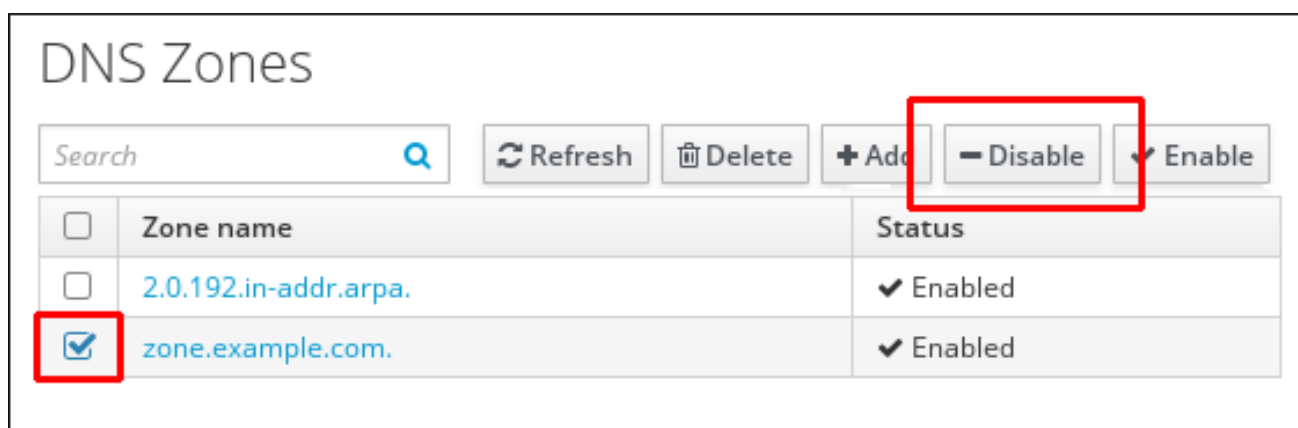 DNS Zones
Search Refresh Delete Add Disable Enable
Zone name Status
2.0.192.in-addr.arpa. Enabled
zone.example.com. Enabled